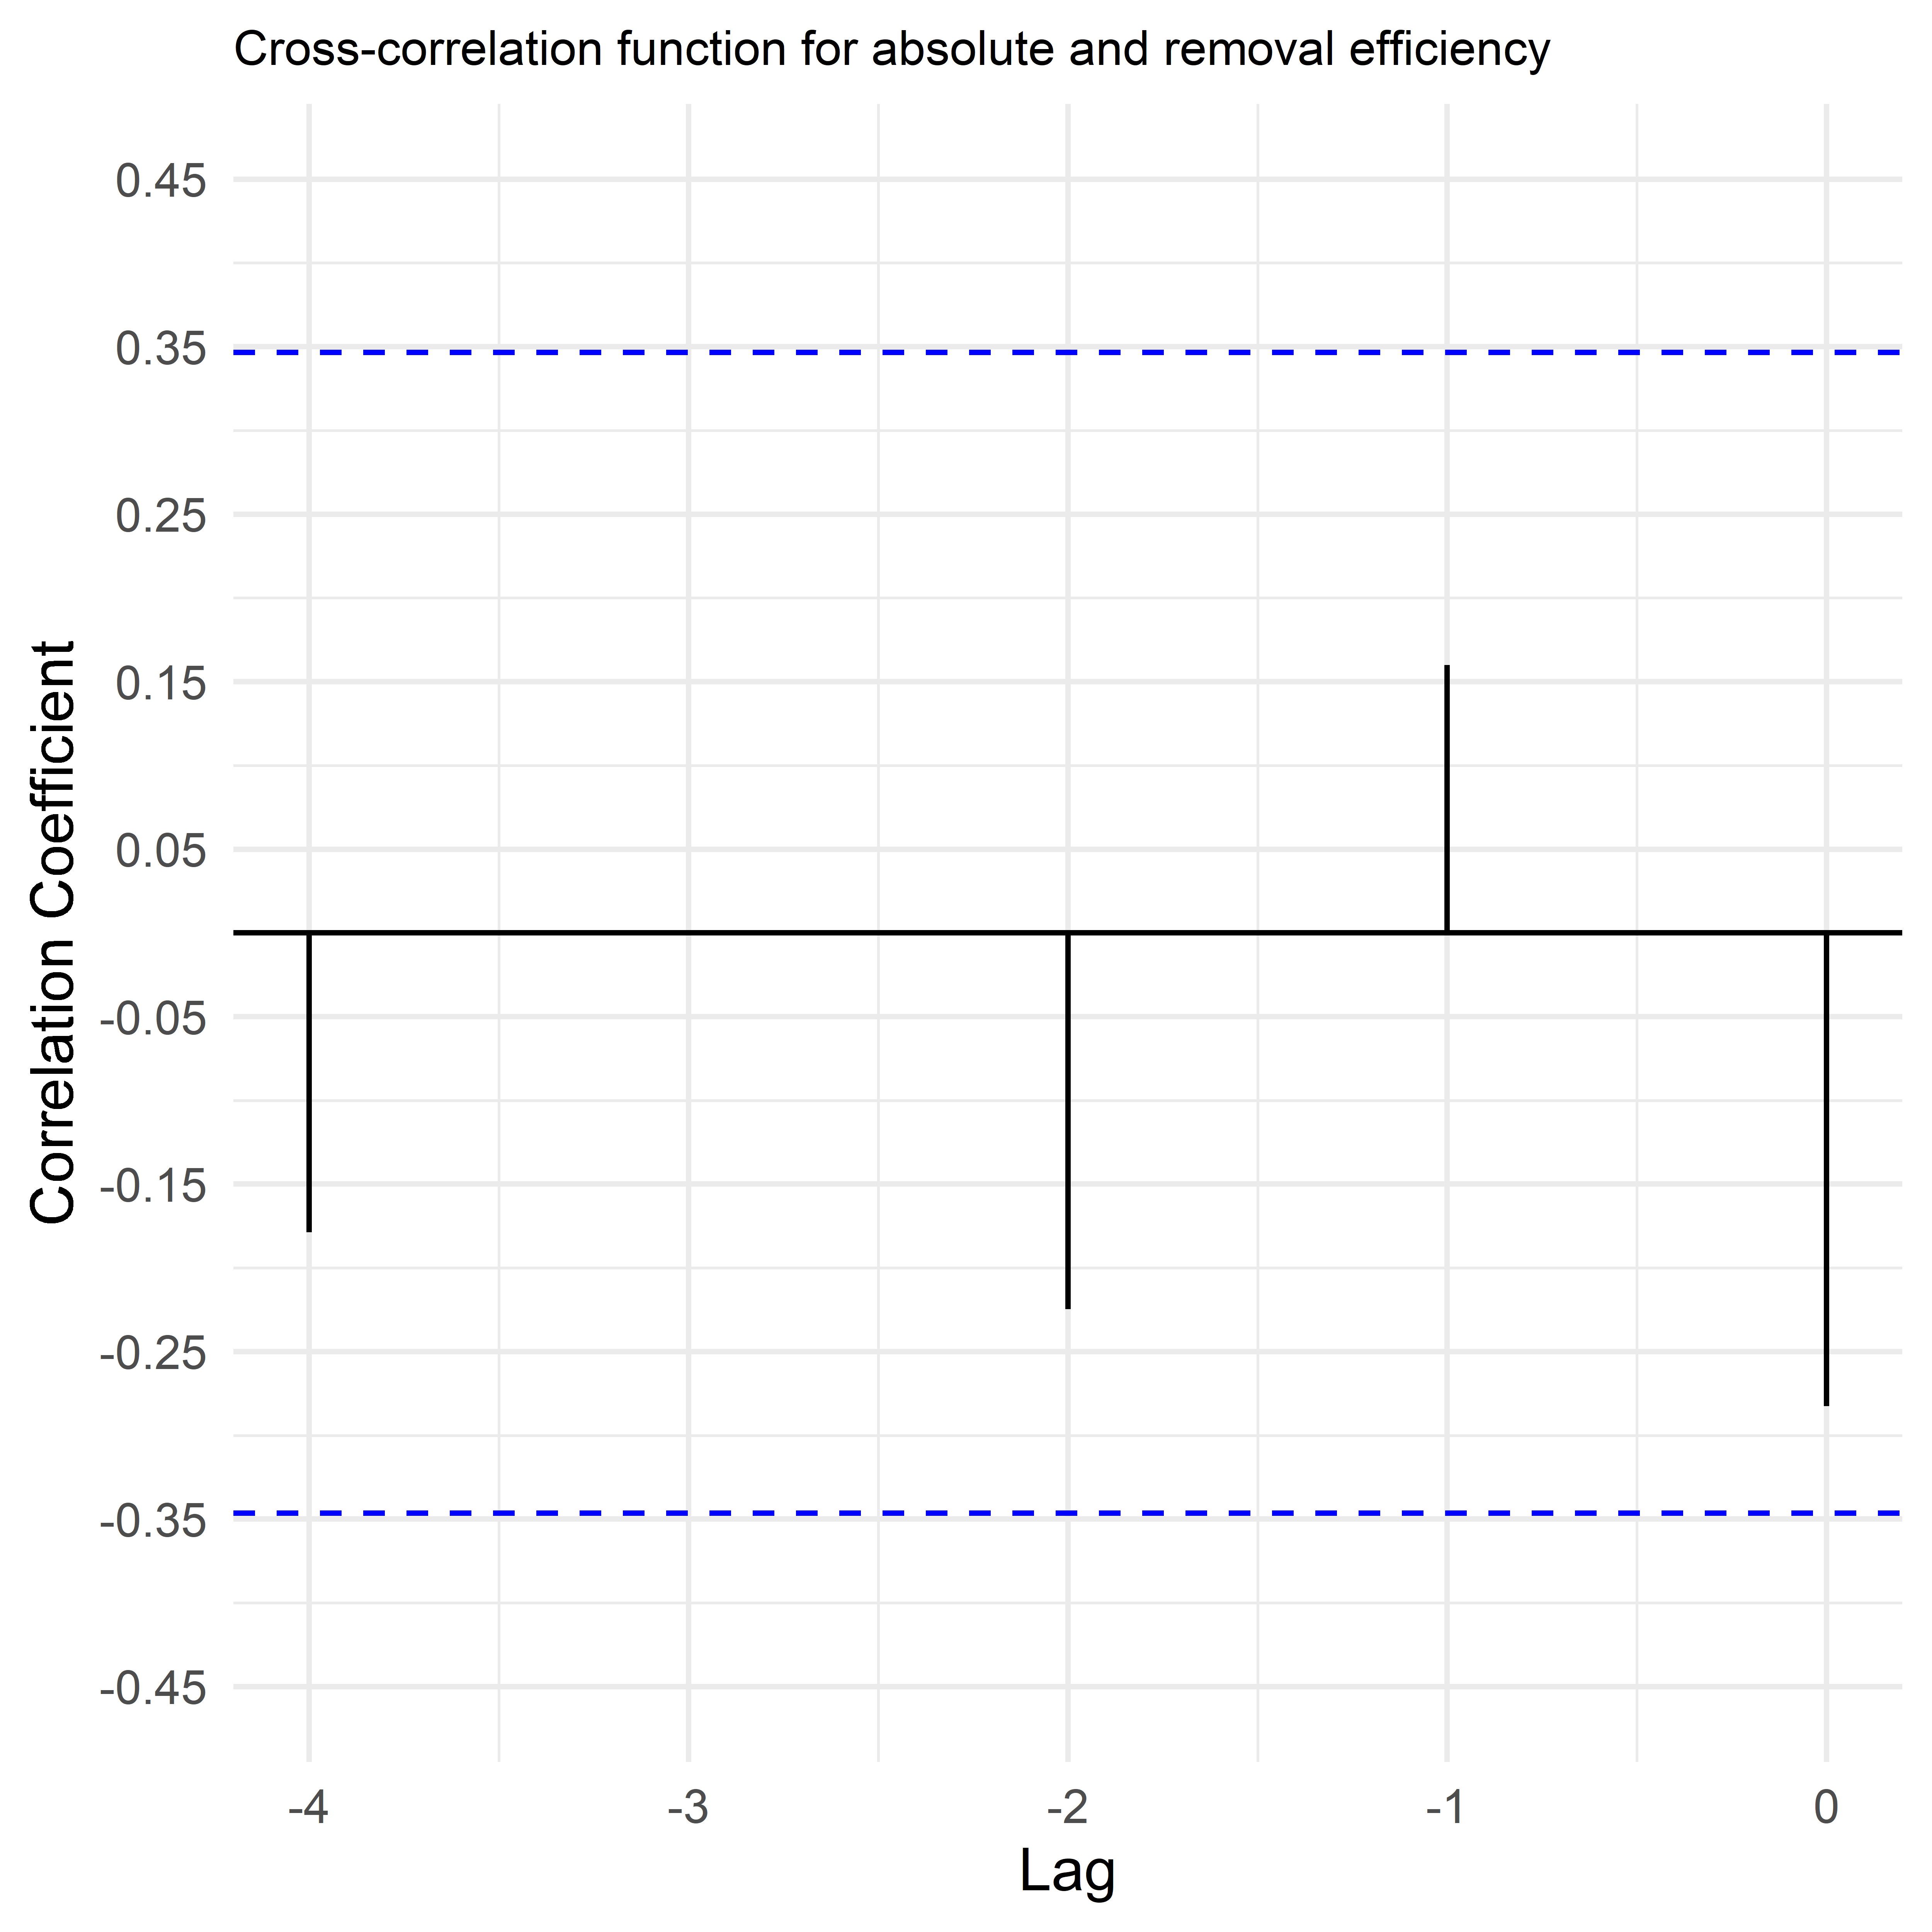 Cross-correlation function for absolute and removal efficiency
0.45
0.35
0.25
0.15
0.05
-0.05
-0.15
-0.25
-0.35
-0.45
Correlation Coefficient
-4 -3 -2 -1 0
Lag